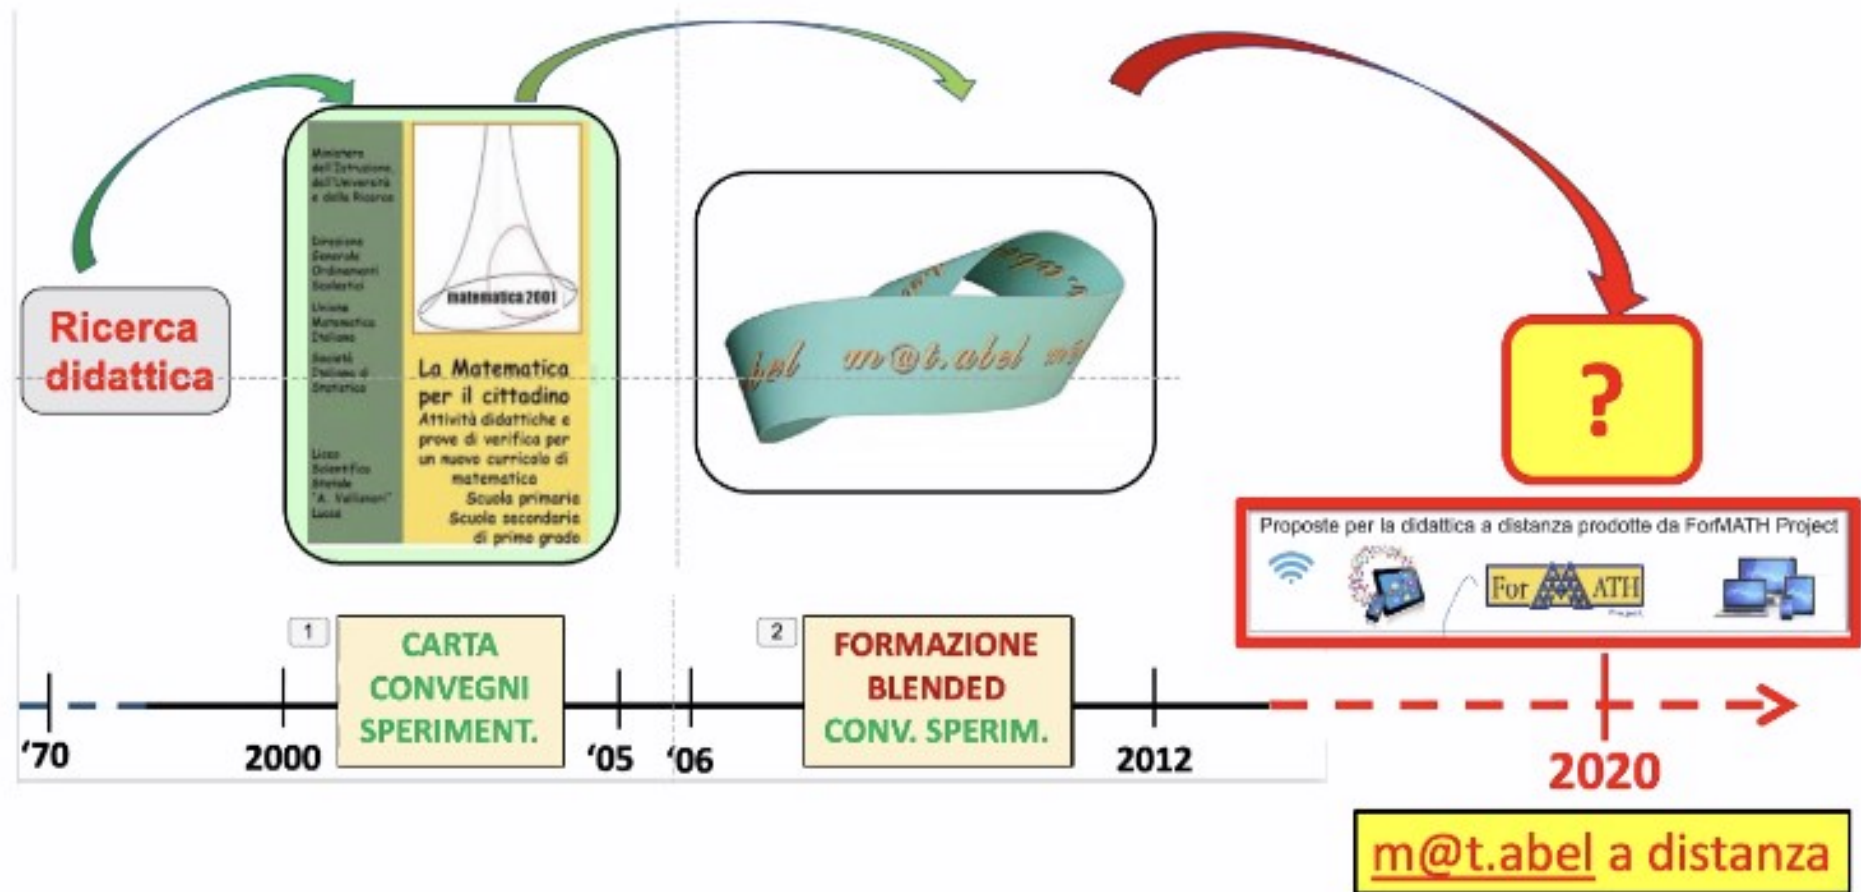 Ricerca
didattica
Ministero
dell'Istruzione,
dell'Università
e della Ricerca
Direzione
Generale
Ordinamenti
Scolastici
Unione
Matematica
Italiana
Società
Italiana di
Statistica
Liceo
Scientifico
Statale
"A. Vallisneri"
Lucca
matematica 2001
La Matematica
per il cittadino
Attività didattiche e
prove di verifica per
un nuovo curricolo di
matematica
Scuola primaria
Scuola secondaria
di primo grado
bel m@t.abel
?
Proposte per la didattica a distanza prodotte da ForMATH Project
For MATH
Project
1
CARTA
CONVEGNI
SPERIMENT.
2
FORMAZIONE
BLENDED
CONV. SPERIM.
'70 2000 '05 '06 2012 2020
m@t.abel a distanza